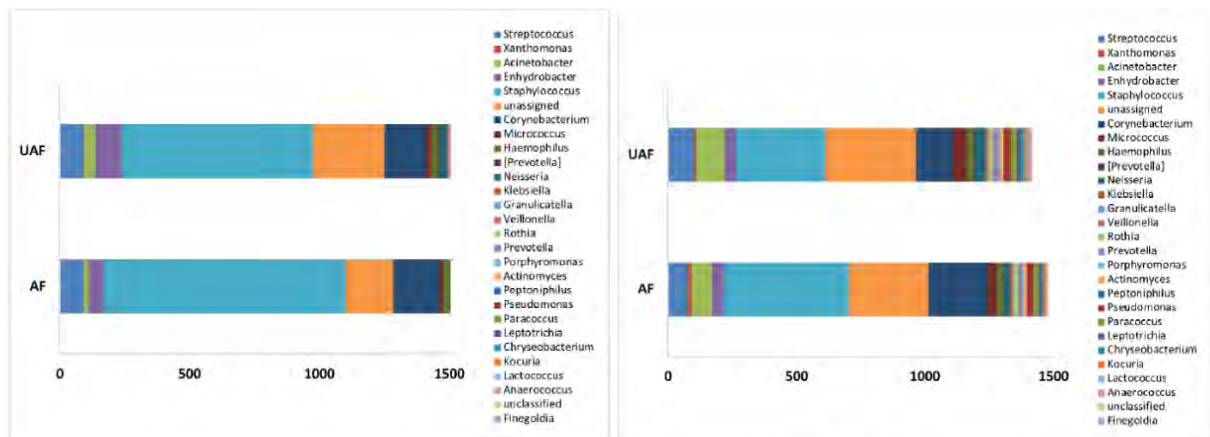 UAF
AF
0 500 1000 1500
Streptococcus
Xanthomonas
Acinetobacter
Enhydrobacter
Staphylococcus
unassigned
Corynebacterium
Micrococcus
Haemophilus
[Prevotella]
Neisseria
Klebsiella
Granulicatella
Veillonella
Rothia
Prevotella
Porphyromonas
Actinomyces
Peptoniphilus
Pseudomonas
Paracoccus
Leptotrichia
Chryseobacterium
Kocuria
Lactococcus
Anaerococcus
unclassified
Finegoldia
UAF
AF
0 500 1000 1500
Streptococcus
Xanthomonas
Acinetobacter
Enhydrobacter
Staphylococcus
unassigned
Corynebacterium
Micrococcus
Haemophilus
[Prevotella]
Neisseria
Klebsiella
Granulicatella
Veillonella
Rothia
Prevotella
Porphyromonas
Actinomyces
Peptoniphilus
Pseudomonas
Paracoccus
Leptotrichia
Chryseobacterium
Kocuria
Lactococcus
Anaerococcus
unclassified
Finegoldia